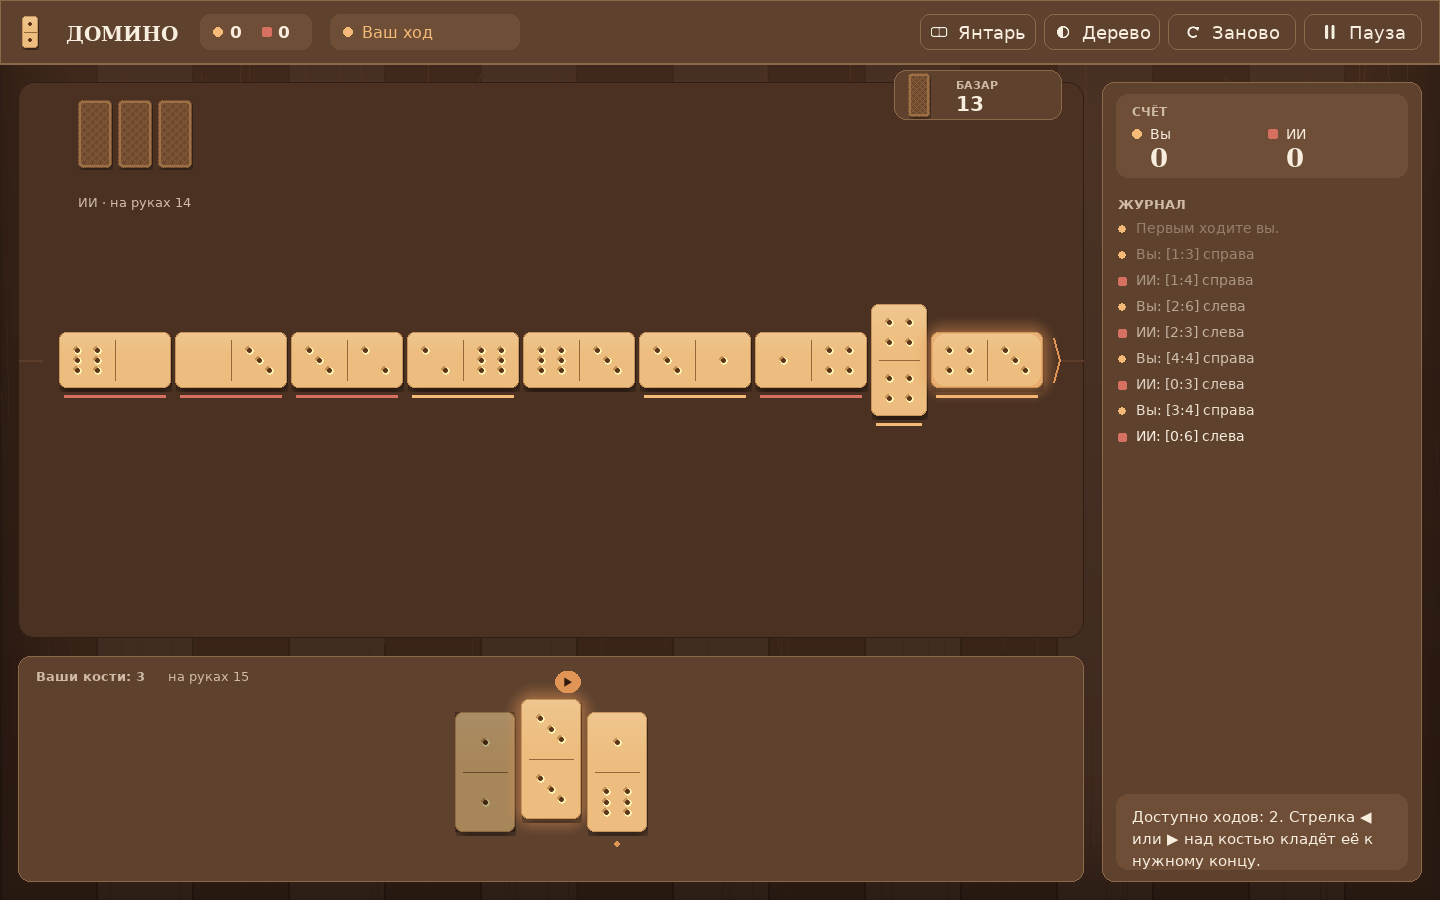 ДОМИНО
0 0
Ваш ход
Янтарь
Дерево
Заново
Пауза
БАЗАР
13
ИИ · на руках 14
СЧЁТ
Вы ИИ
0 0
ЖУРНАЛ
Первым ходите вы.
Вы: [1:3] справа
ИИ: [1:4] справа
Вы: [2:6] слева
ИИ: [2:3] слева
Вы: [4:4] справа
ИИ: [0:3] слева
Вы: [3:4] справа
ИИ: [0:6] слева
Ваши кости: 3 на руках 15
Доступно ходов: 2. Стрелка ◀
или ▶ над костью кладёт её к
нужному концу.